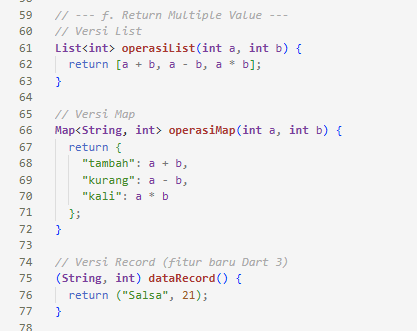 59 // --- f. Return Multiple Value ---
60 // Versi List
61 List<int> operasiList(int a, int b) {
62   return [a + b, a - b, a * b];
63 }
64
65 // Versi Map
66 Map<String, int> operasiMap(int a, int b) {
67   return {
68     "tambah": a + b,
69     "kurang": a - b,
70     "kali": a * b
71   };
72 }
73
74 // Versi Record (fitur baru Dart 3)
75 (String, int) dataRecord() {
76   return ("Salsa", 21);
77 }
78